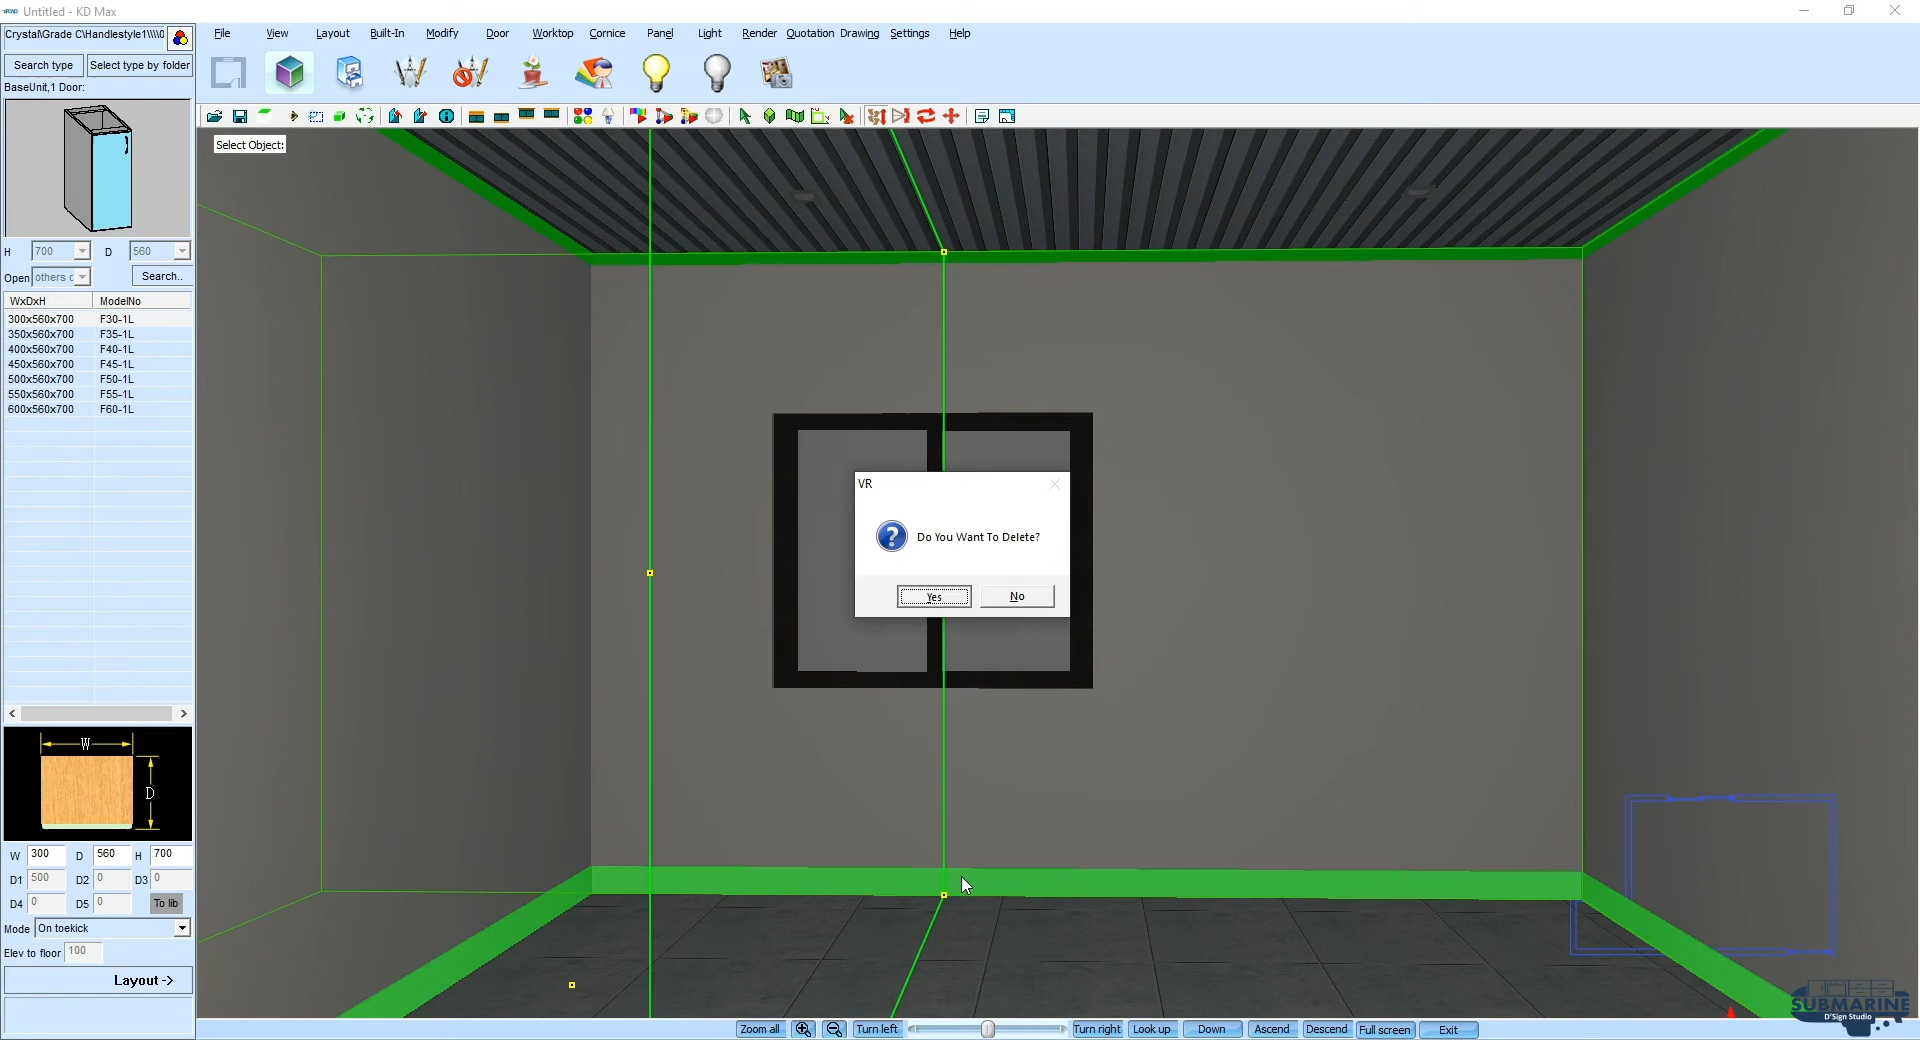 Untitled - KD Max
Crystal\Grade C\Handlestyle1\\\\0
File View Layout Built-In Modify Door Worktop Cornice Panel Light Render Quotation Drawing Settings Help
Search type Select type by folder
BaseUnit,1 Door:
Select Object:
H 700 D 560
Open others c Search..
WxDxH ModelNo
300x560x700 F30-1L
350x560x700 F35-1L
400x560x700 F40-1L
450x560x700 F45-1L
500x560x700 F50-1L
550x560x700 F55-1L
600x560x700 F60-1L
VR
Do You Want To Delete?
Yes No
W
D
W 300 D 560 H 700
D1 500 D2 0 D3 0
D4 0 D5 0 To lib
Mode On toekick
Elev to floor 100
Layout ->
SUBMARINE
D'Sign Studio
Zoom all Turn left Turn right Look up Down Ascend Descend Full screen Exit